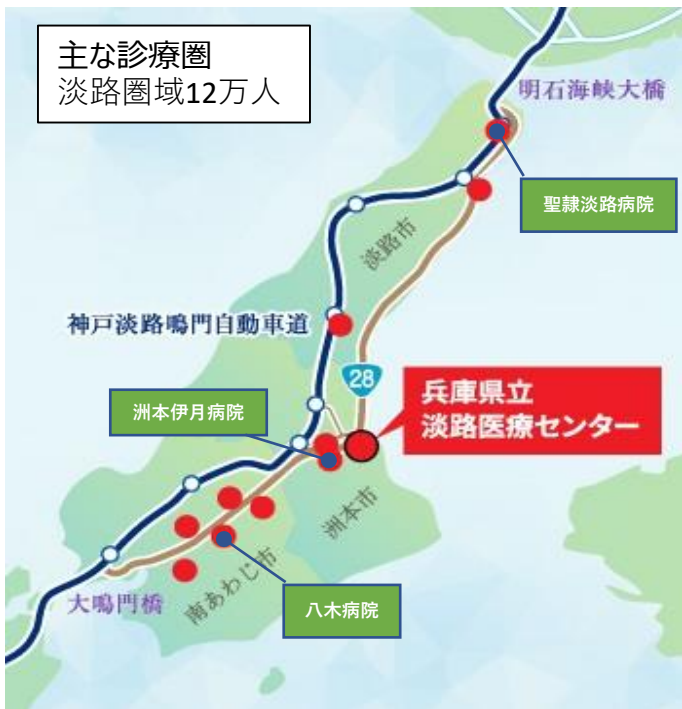 主な診療圏
淡路圏域12万人
明石海峡大橋
聖隷淡路病院
淡路市
神戸淡路鳴門自動車道
28
兵庫県立
淡路医療センター
洲本伊月病院
洲本市
南あわじ市
大鳴門橋
八木病院